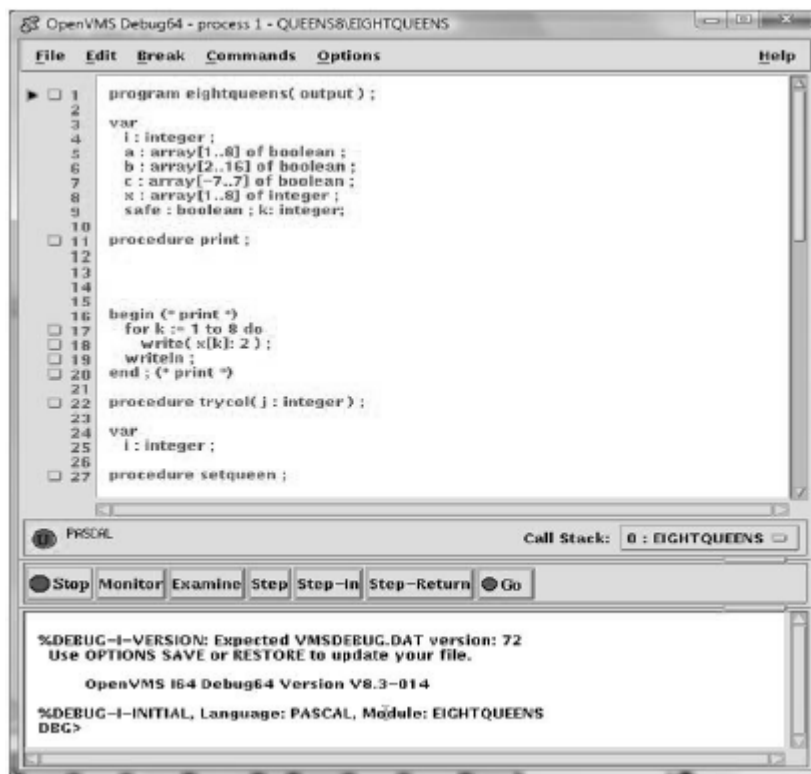 OpenVMS Debug64 - process 1 - QUEENS8\EIGHTQUEENS
File Edit Break Commands Options Help
1 program eightqueens( output ) ;
2
3 var
4 i : integer ;
5 a : array[1..8] of boolean ;
6 b : array[2..16] of boolean ;
7 c : array[-7..7] of boolean ;
8 x : array[1..8] of integer ;
9 safe : boolean ; k: integer;
10
11 procedure print ;
12
13
14
15
16 begin (* print *)
17 for k := 1 to 8 do
18 write( x[k]: 2 ) ;
19 writeln ;
20 end ; (* print *)
21
22 procedure trycol( j : integer ) ;
23
24 var
25 i : integer ;
26
27 procedure setqueen ;
PASCAL
Call Stack: 0 : EIGHTQUEENS
Stop Monitor Examine Step Step-In Step-Return Go
%DEBUG-I-VERSION: Expected VMSDEBUG.DAT version: 72
Use OPTIONS SAVE or RESTORE to update your file.
OpenVMS I64 Debug64 Version V8.3-014
%DEBUG-I-INITIAL, Language: PASCAL, Module: EIGHTQUEENS
DBG>